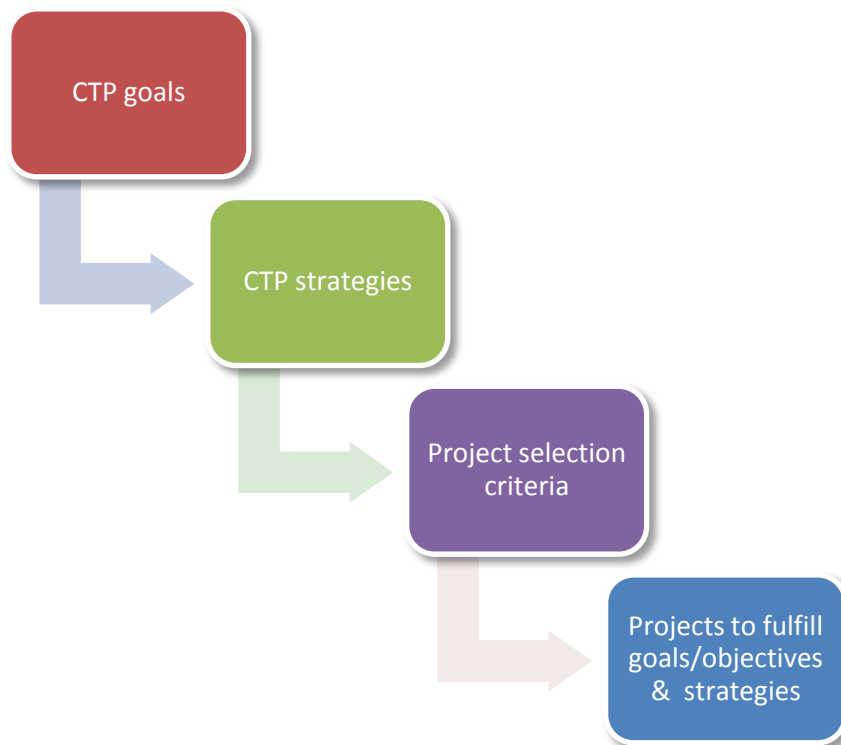 CTP goals
CTP strategies
Project selection
criteria
Projects to fulfill
goals/objectives
& strategies